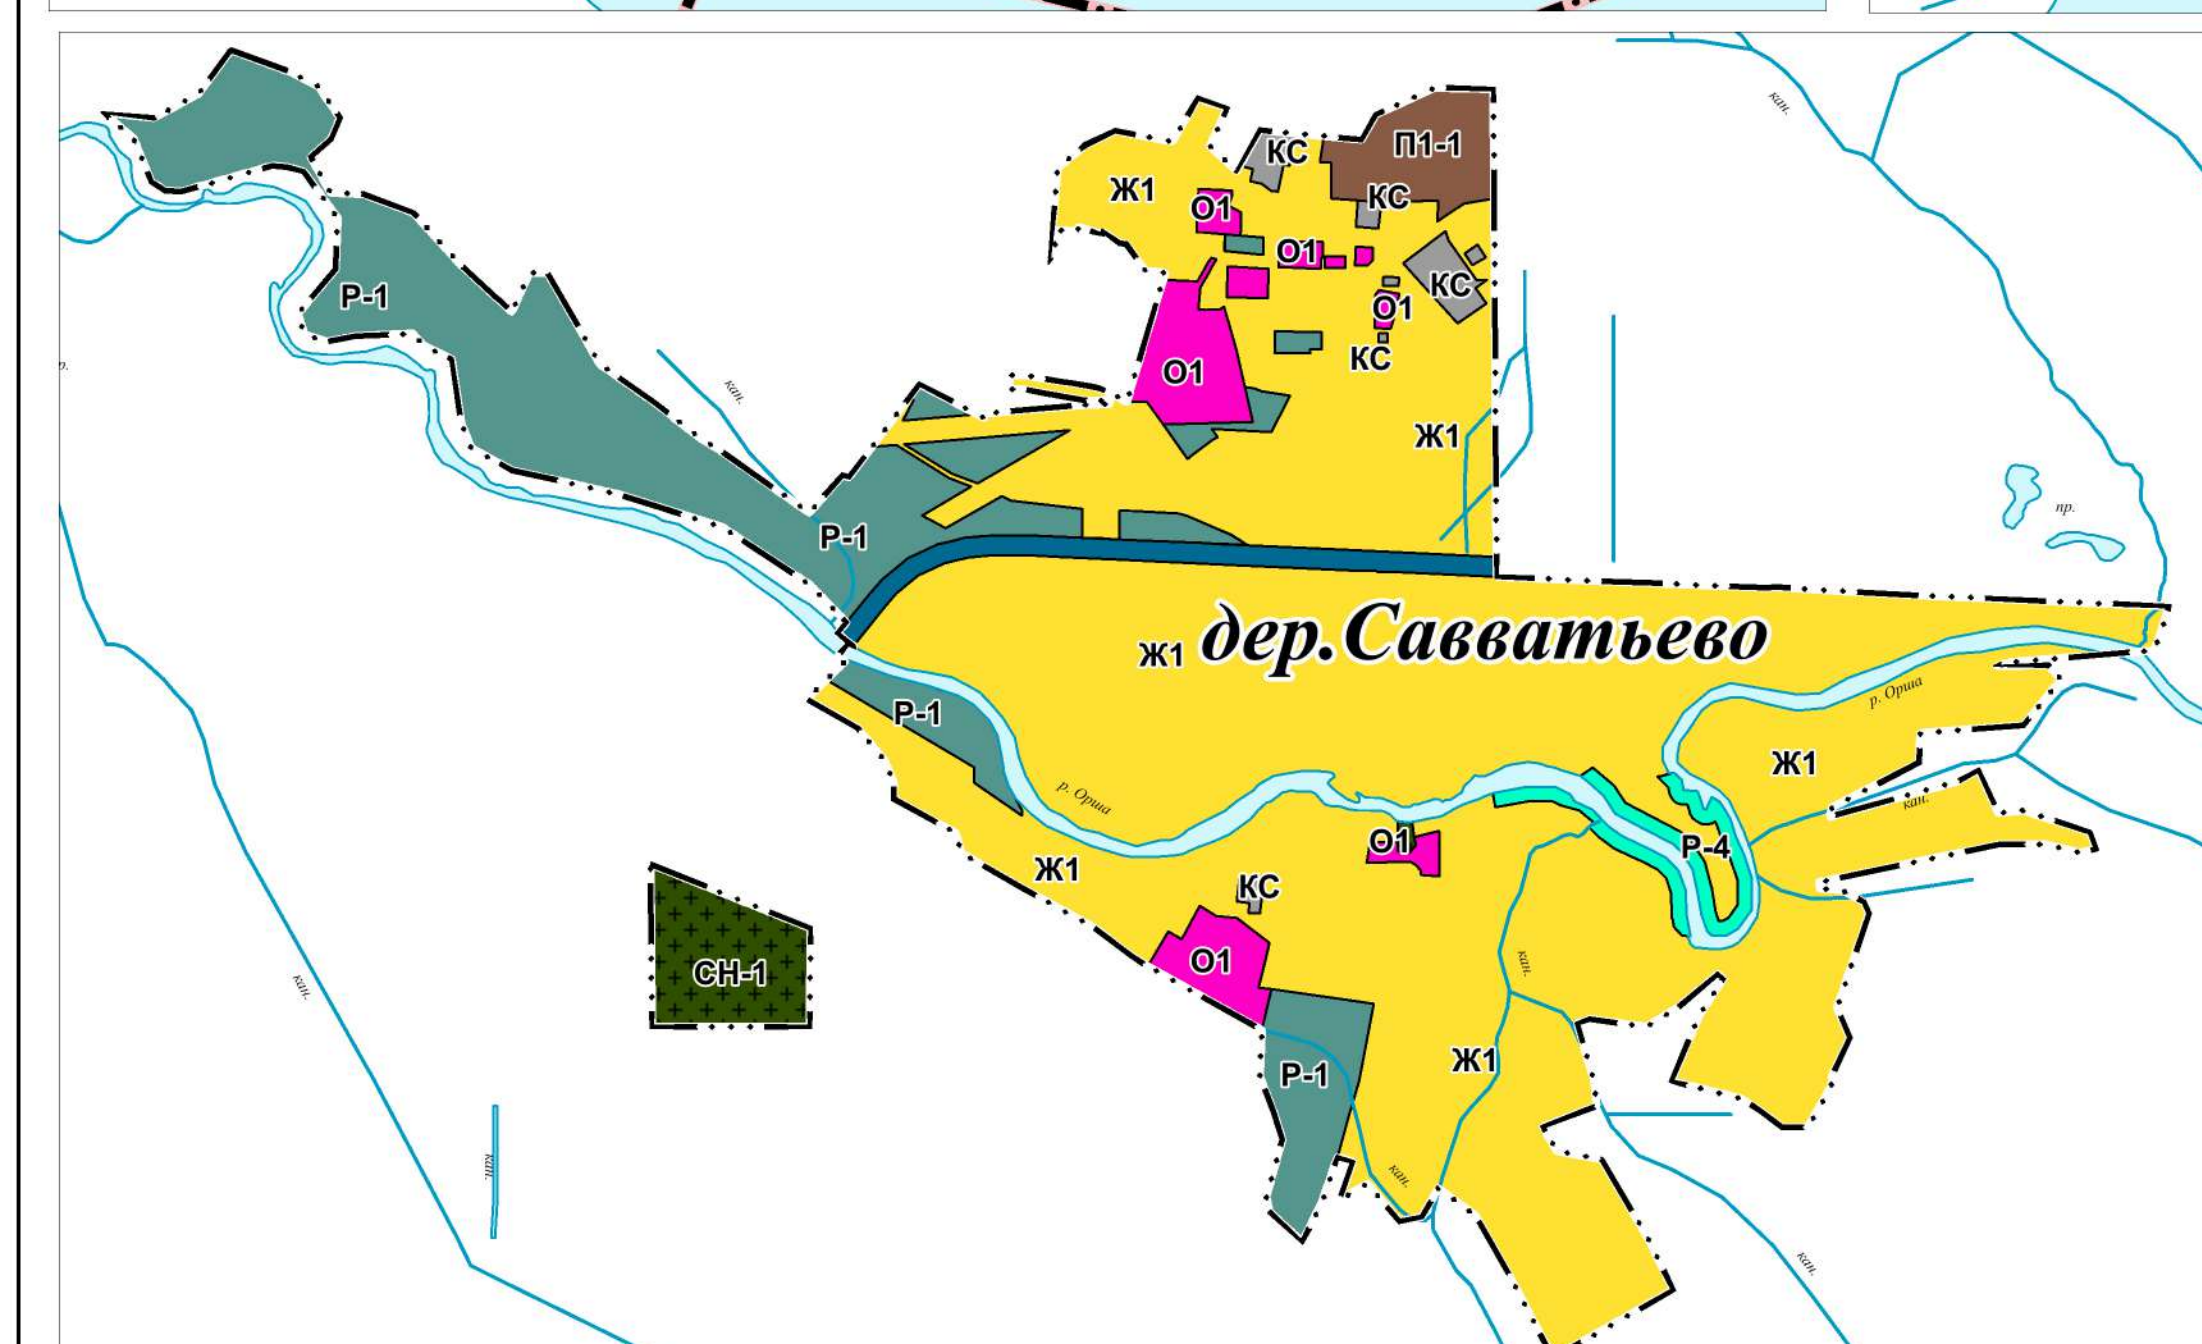 кан.
П1-1
КС
Ж1
КС
О1
О1
КС
Р-1
О1
КС
О1
кан.
Ж1
пр.
Р-1
дер.Савватьево
Ж1
р. Орша
Р-1
Ж1
р. Орша
кан.
О1
Р-4
Ж1
КС
О1
СН-1
кан.
кан.
Ж1
Р-1
кан.
кан.
кан.